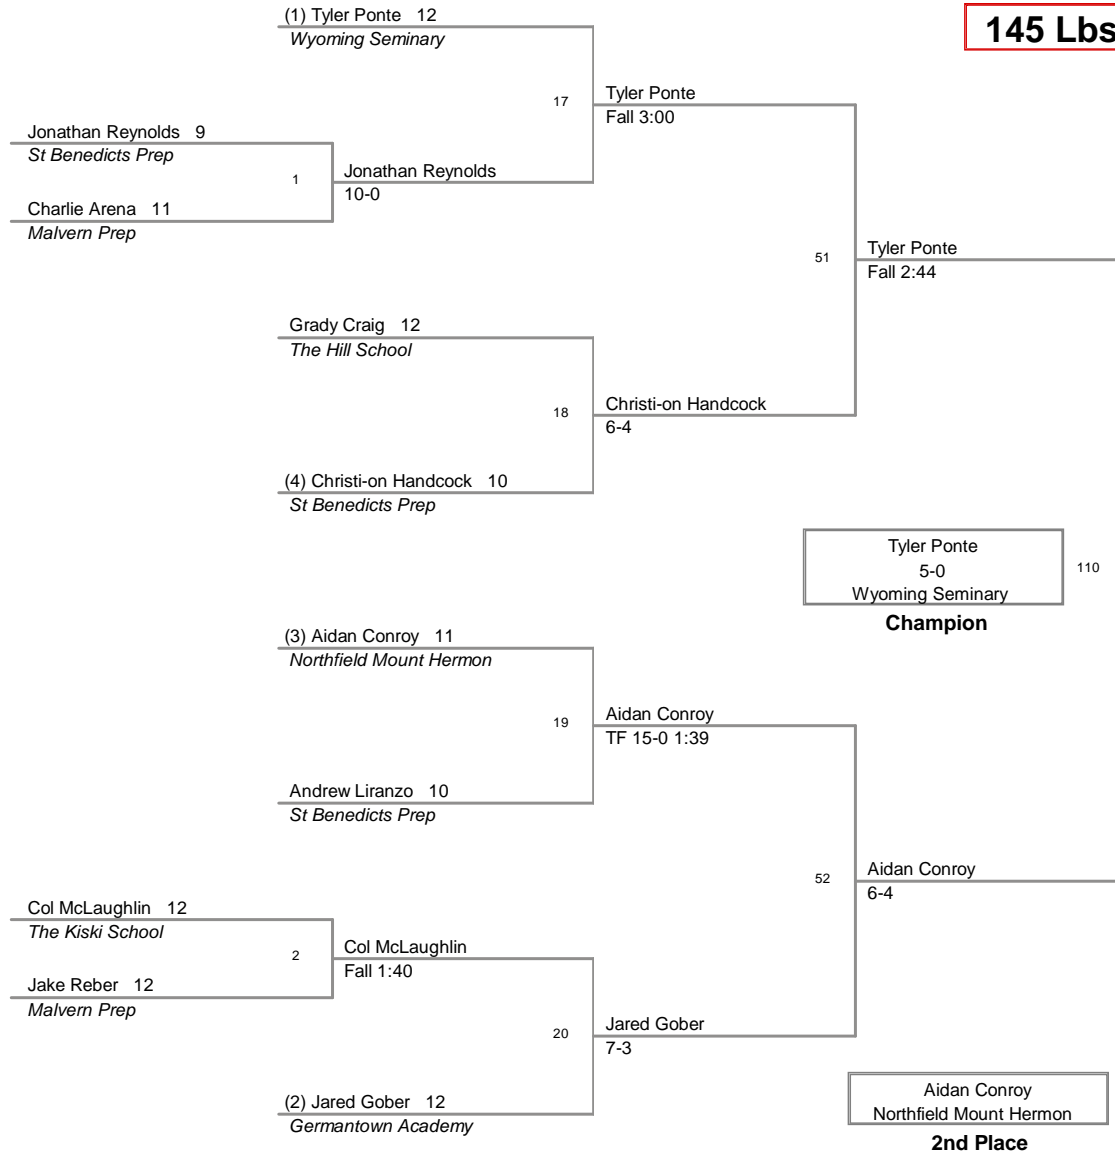 (1) Tyler Ponte 12
Wyoming Seminary
145 Lbs
17
Tyler Ponte
Fall 3:00
Jonathan Reynolds 9
St Benedicts Prep
1
Jonathan Reynolds
10-0
Charlie Arena 11
Malvern Prep
51
Tyler Ponte
Fall 2:44
Grady Craig 12
The Hill School
18
Christi-on Handcock
6-4
(4) Christi-on Handcock 10
St Benedicts Prep
Tyler Ponte
5-0
Wyoming Seminary
110
Champion
(3) Aidan Conroy 11
Northfield Mount Hermon
19
Aidan Conroy
TF 15-0 1:39
Andrew Liranzo 10
St Benedicts Prep
52
Aidan Conroy
6-4
Col McLaughlin 12
The Kiski School
2
Col McLaughlin
Fall 1:40
Jake Reber 12
Malvern Prep
20
Jared Gober
7-3
(2) Jared Gober 12
Germantown Academy
Aidan Conroy
Northfield Mount Hermon
2nd Place